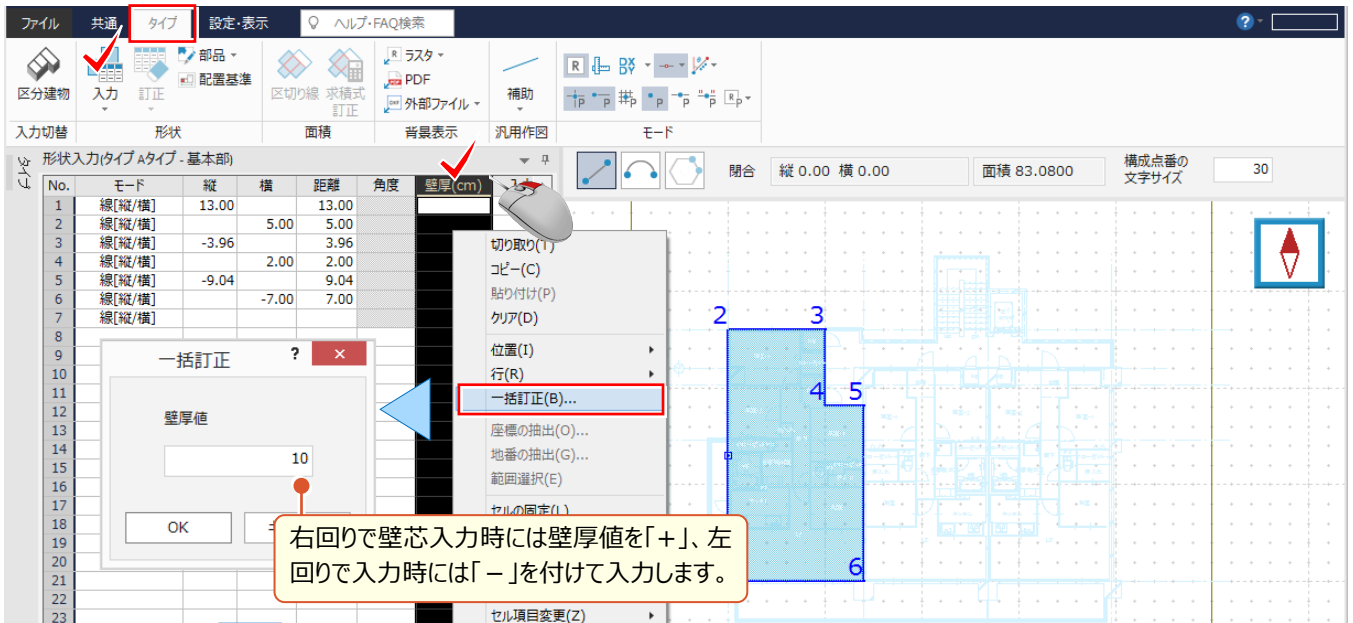 ファイル 共通 タイプ 設定・表示 ヘルプ・FAQ検索 ?
部品 ラスタ
区分建物 入力 訂正 配置基準 区切り線 求積式訂正 PDF 補助
外部ファイル
入力切替 形状 面積 背景表示 汎用作図 モード
タイプ
形状入力(タイプ Aタイプ - 基本部)
閉合 縦 0.00 横 0.00 面積 83.0800 構成点番の文字サイズ 30
No. モード 縦 横 距離 角度 壁厚(cm)
1 線[縦/横] 13.00 13.00
2 線[縦/横] 5.00 5.00
3 線[縦/横] -3.96 3.96
4 線[縦/横] 2.00 2.00
5 線[縦/横] -9.04 9.04
6 線[縦/横] -7.00 7.00
7 線[縦/横]
8
9
10
11
12
13
14
15
16
17
18
19
20
21
22
23
切り取り(T)
コピー(C)
貼り付け(P)
クリア(D)
位置(I)
行(R)
一括訂正(B)...
座標の抽出(O)...
地番の抽出(G)...
範囲選択(E)
セルの固定(L)
セル項目変更(Z)
一括訂正 ? ×
壁厚値
10
OK
右回りで壁芯入力時には壁厚値を「+」、左
回りで入力時には「－」を付けて入力します。
2 3
4 5
6